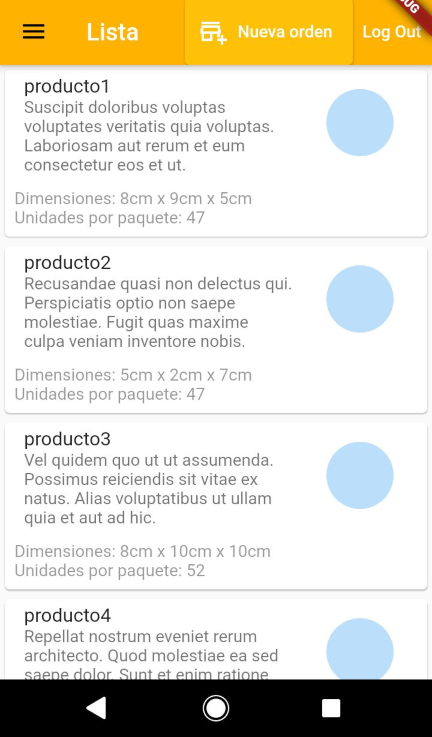 Lista
Nueva orden
Log Out
producto1
Suscipit doloribus voluptas
voluptates veritatis quia voluptas.
Laboriosam aut rerum et eum
consectetur eos et ut.
Dimensiones: 8cm x 9cm x 5cm
Unidades por paquete: 47
producto2
Recusandae quasi non delectus qui.
Perspiciatis optio non saepe
molestiae. Fugit quas maxime
culpa veniam inventore nobis.
Dimensiones: 5cm x 2cm x 7cm
Unidades por paquete: 47
producto3
Vel quidem quo ut ut assumenda.
Possimus reiciendis sit vitae ex
natus. Alias voluptatibus ut ullam
quia et aut ad hic.
Dimensiones: 8cm x 10cm x 10cm
Unidades por paquete: 52
producto4
Repellat nostrum eveniet rerum
architecto. Quod molestiae ea sed
saepe dolor. Sunt et enim ratione